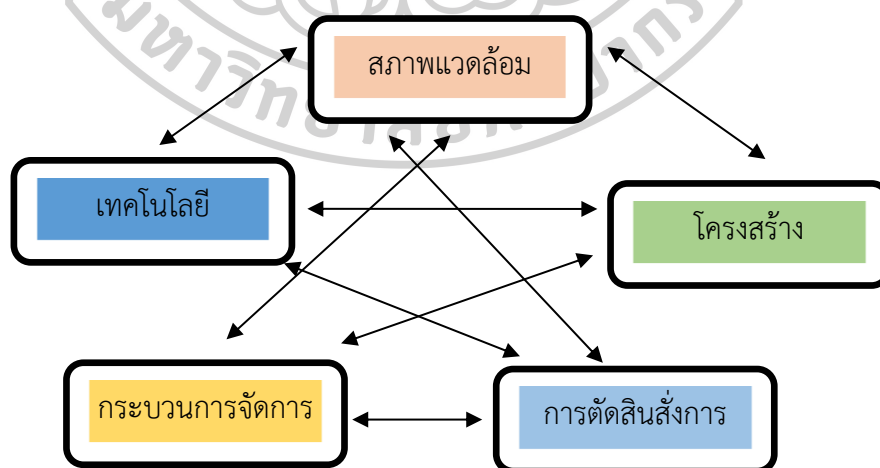 สภาพแวดล้อม
เทคโนโลยี
โครงสร้าง
กระบวนการจัดการ
การตัดสินสั่งการ